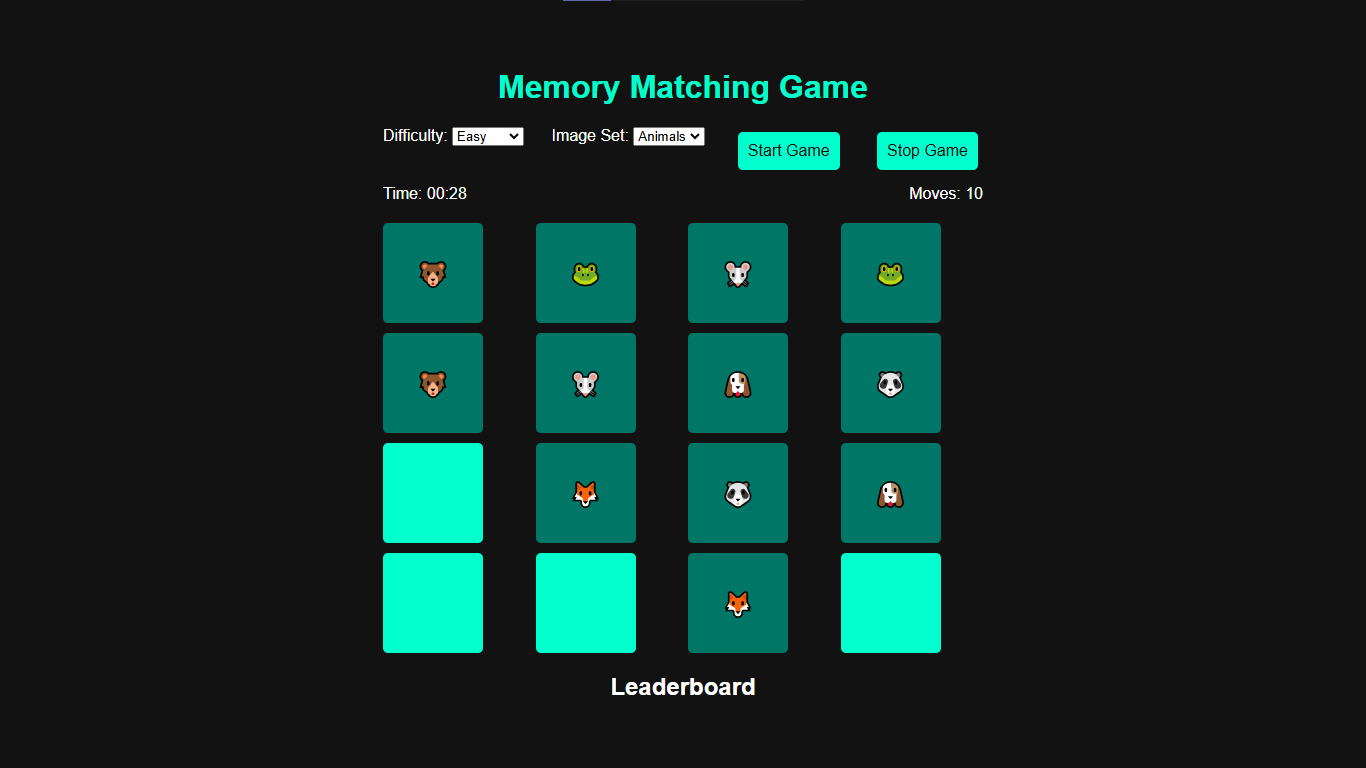 Memory Matching Game
Difficulty: Easy Image Set: Animals Start Game Stop Game
Time: 00:28 Moves: 10
Leaderboard